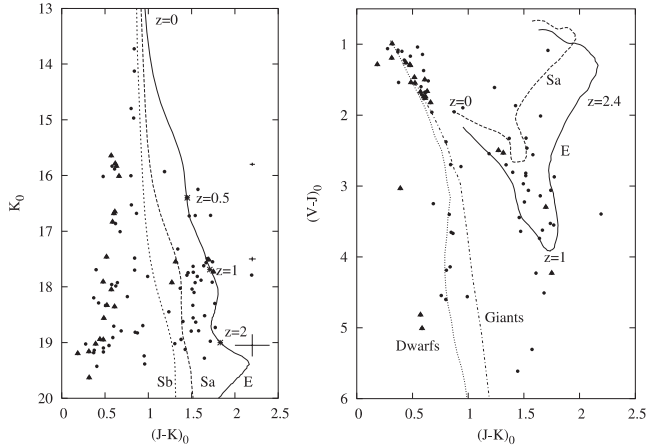 13
14
15
16
17
18
19
20
K₀
0
0.5
1
1.5
2
2.5
(J-K)₀
z=0
z=0.5
z=1
z=2
Sb
Sa
E
1
2
3
4
5
6
(V-J)₀
0
0.5
1
1.5
2
2.5
(J-K)₀
Sa
z=0
z=2.4
E
z=1
Giants
Dwarfs